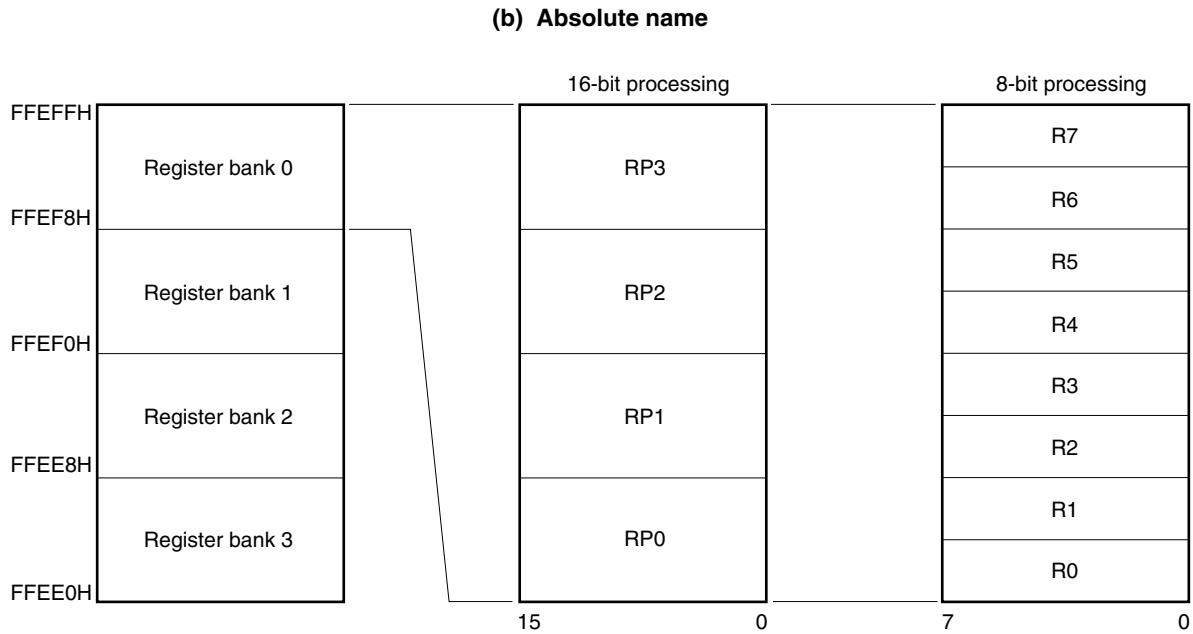 (b) Absolute name
16-bit processing
8-bit processing
FFEFFH
Register bank 0
RP3
R7
R6
FFEF8H
Register bank 1
RP2
R5
R4
FFEF0H
Register bank 2
RP1
R3
R2
FFEE8H
Register bank 3
RP0
R1
R0
FFEE0H
15
0
7
0